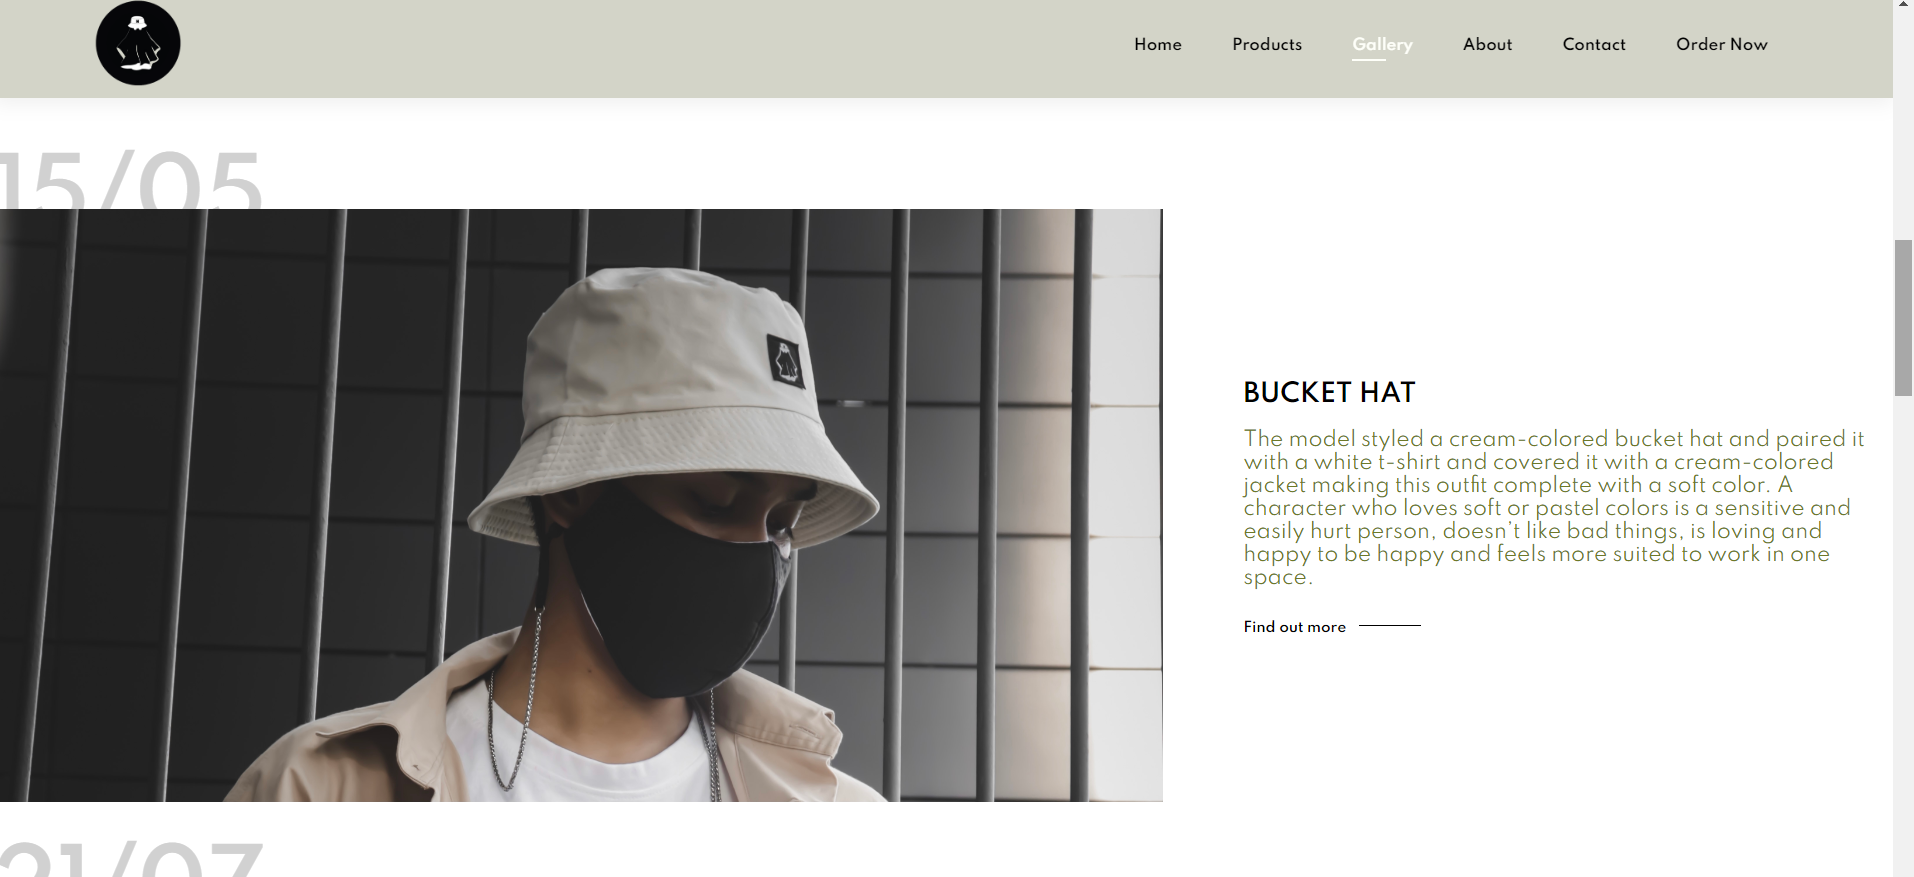 Home Products Gallery About Contact Order Now
15/05
BUCKET HAT
The model styled a cream-colored bucket hat and paired it
with a white t-shirt and covered it with a cream-colored
jacket making this outfit complete with a soft color. A
character who loves soft or pastel colors is a sensitive and
easily hurt person, doesn't like bad things, is loving and
happy to be happy and feels more suited to work in one
space.
Find out more
21/07